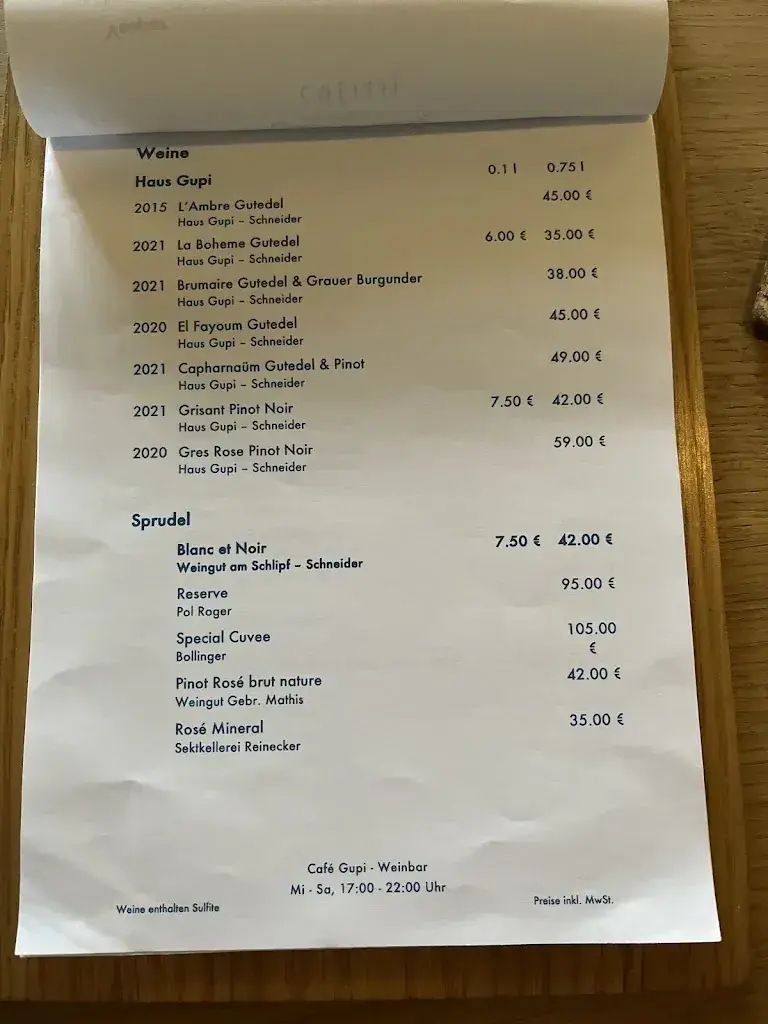 Weine
Haus Gupi 0.1 l 0.75 l
2015 L'Ambre Gutedel 45.00 €
Haus Gupi – Schneider
2021 La Boheme Gutedel 6.00 € 35.00 €
Haus Gupi – Schneider
2021 Brumaire Gutedel & Grauer Burgunder 38.00 €
Haus Gupi – Schneider
2020 El Fayoum Gutedel 45.00 €
Haus Gupi – Schneider
2021 Capharnaüm Gutedel & Pinot 49.00 €
Haus Gupi – Schneider
2021 Grisant Pinot Noir 7.50 € 42.00 €
Haus Gupi – Schneider
2020 Gres Rose Pinot Noir 59.00 €
Haus Gupi – Schneider
Sprudel
Blanc et Noir 7.50 € 42.00 €
Weingut am Schlipf – Schneider
Reserve 95.00 €
Pol Roger
Special Cuvee 105.00
€
Bollinger
Pinot Rosé brut nature 42.00 €
Weingut Gebr. Mathis
Rosé Mineral 35.00 €
Sektkellerei Reinecker
Café Gupi - Weinbar
Mi - Sa, 17:00 - 22:00 Uhr
Weine enthalten Sulfite Preise inkl. MwSt.